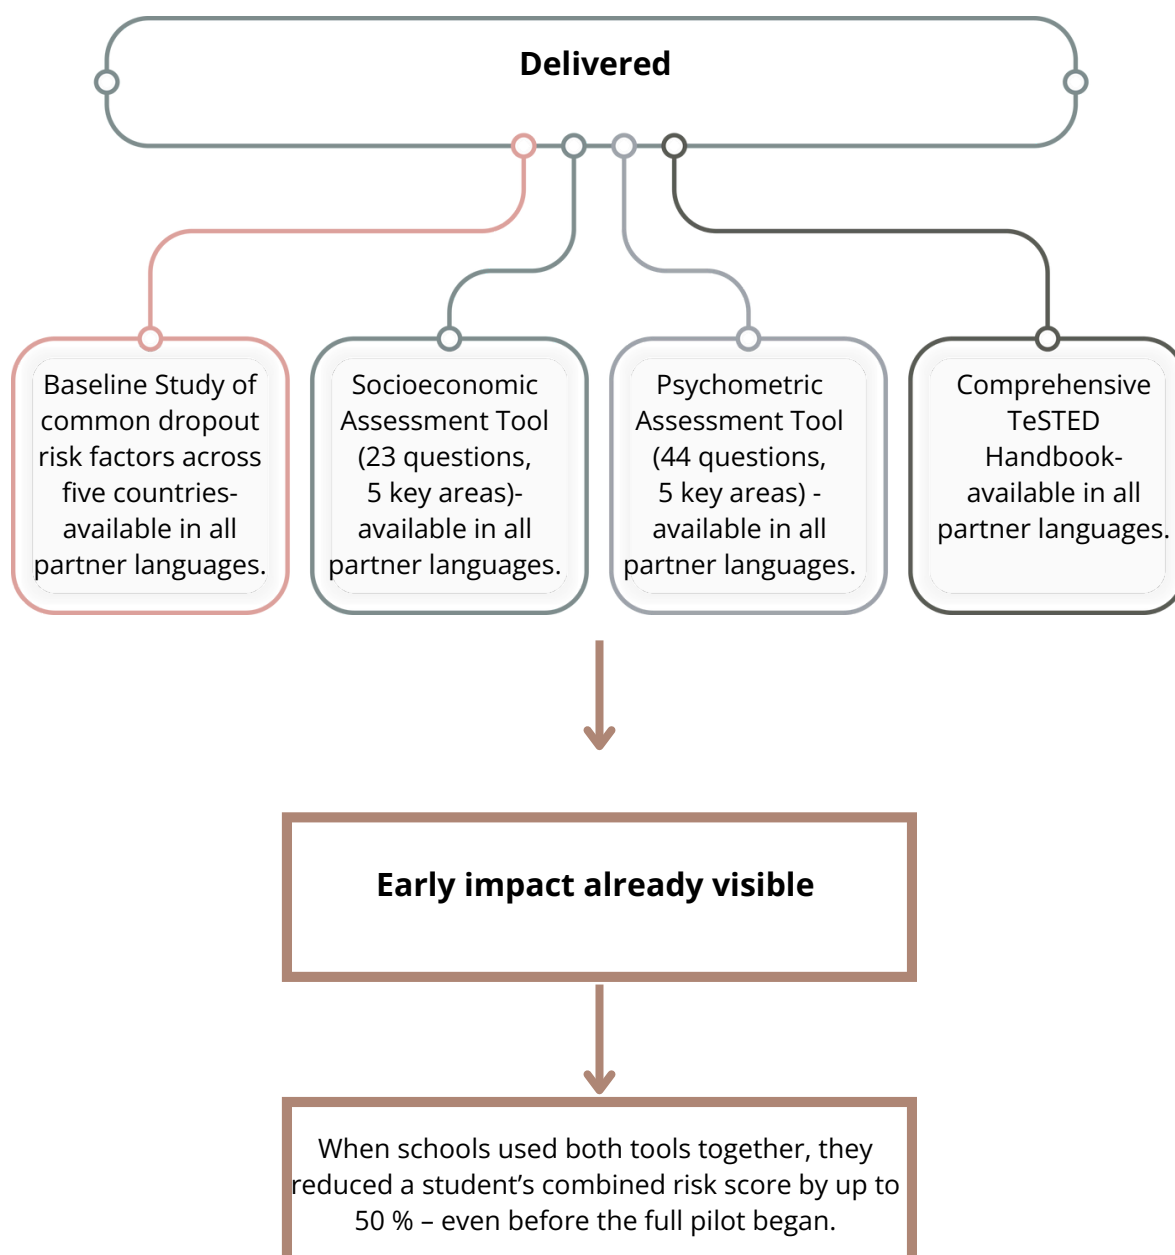 Delivered
Baseline Study of
common dropout
risk factors across
five countries-
available in all
partner languages.
Socioeconomic
Assessment Tool
(23 questions,
5 key areas)-
available in all
partner languages.
Psychometric
Assessment Tool
(44 questions,
5 key areas) -
available in all
partner languages.
Comprehensive
TeSTED
Handbook-
available in all
partner languages.
Early impact already visible
When schools used both tools together, they
reduced a student’s combined risk score by up to
50 % – even before the full pilot began.